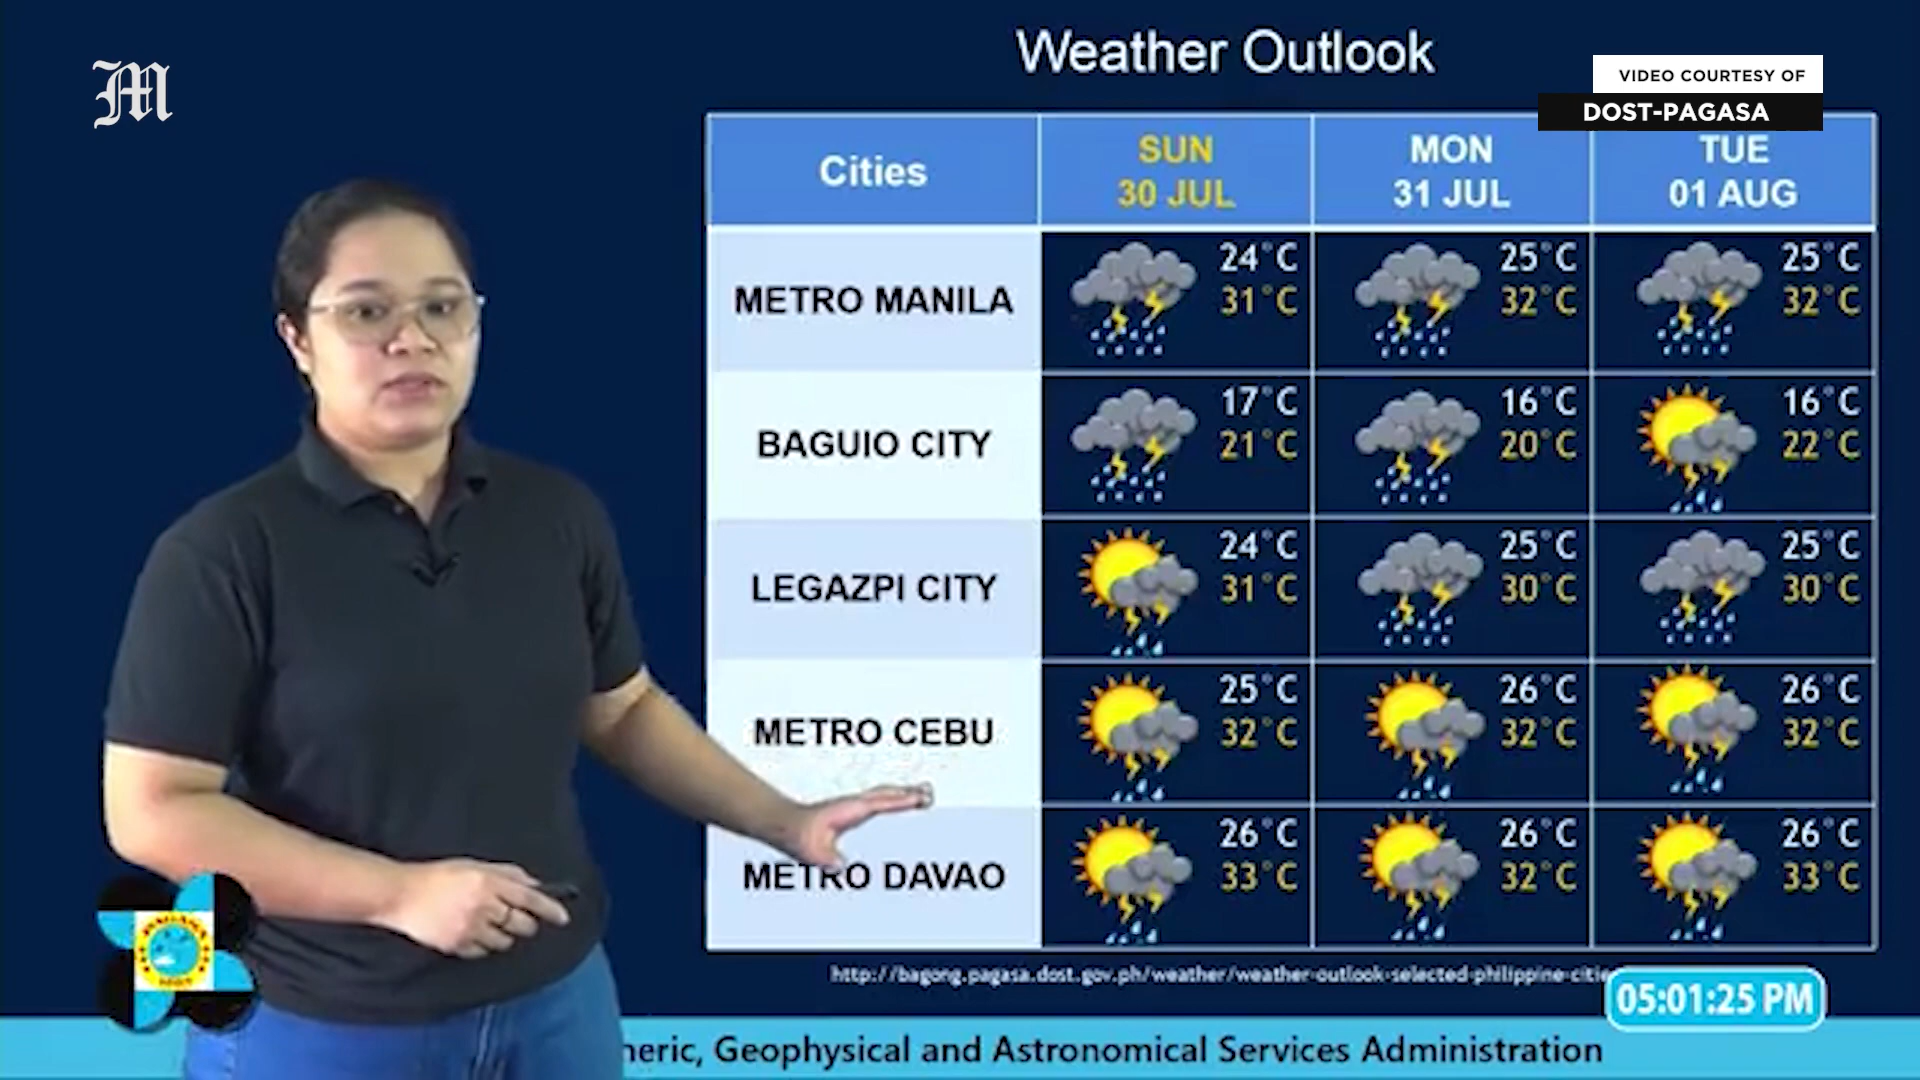 M
Weather Outlook
VIDEO COURTESY OF
DOST-PAGASA
Cities
SUN
30 JUL
MON
31 JUL
TUE
01 AUG
METRO MANILA
24°C
31°C
25°C
32°C
25°C
32°C
BAGUIO CITY
17°C
21°C
16°C
20°C
16°C
22°C
LEGAZPI CITY
24°C
31°C
25°C
30°C
25°C
30°C
METRO CEBU
25°C
32°C
26°C
32°C
26°C
32°C
METRO DAVAO
26°C
33°C
26°C
32°C
26°C
33°C
http://bagong.pagasa.dost.gov.ph/weather/weather-outlook-selected-philippine-citie
05:01:25 PM
PAGASA
neric, Geophysical and Astronomical Services Administration